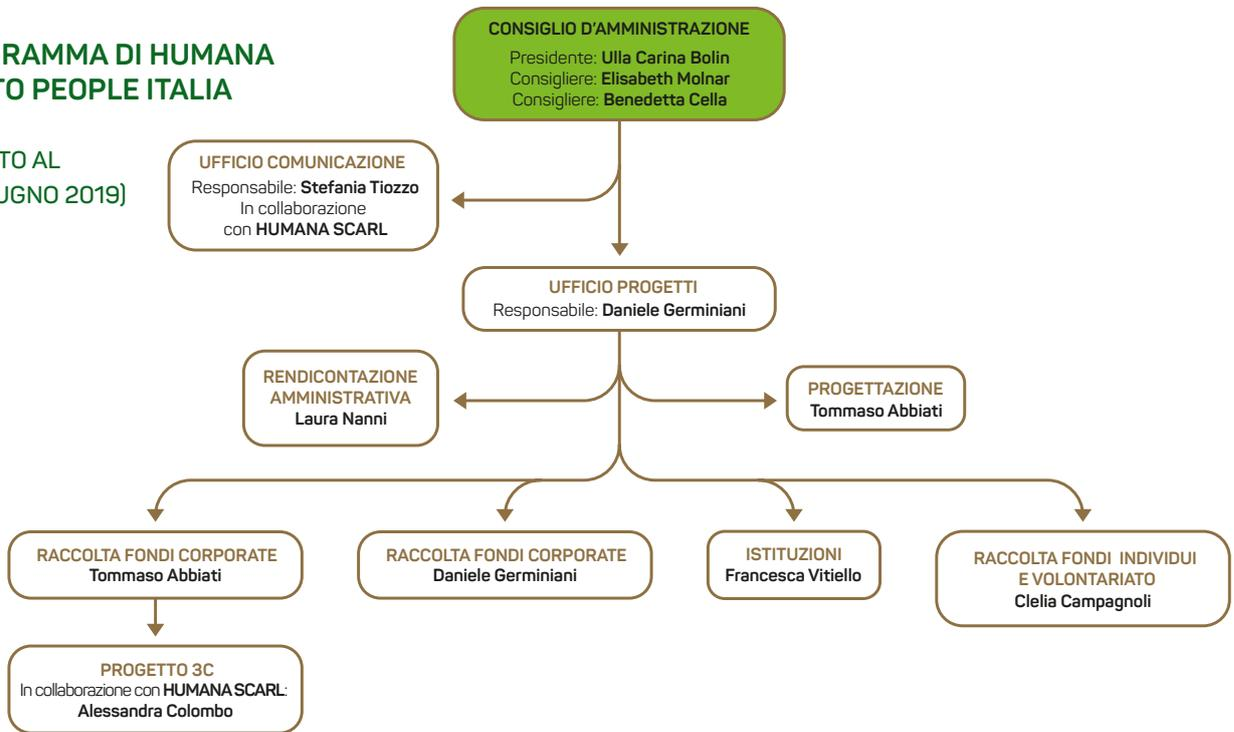 RAMMA DI HUMANA
TO PEOPLE ITALIA
TO AL
UGNO 2019)
CONSIGLIO D'AMMINISTRAZIONE
Presidente: Ulla Carina Bolin
Consigliere: Elisabeth Molnar
Consigliere: Benedetta Cella
UFFICIO COMUNICAZIONE
Responsabile: Stefania Tiozzo
In collaborazione
con HUMANA SCARL
UFFICIO PROGETTI
Responsabile: Daniele Germiniani
RENDICONTAZIONE
AMMINISTRATIVA
Laura Nanni
PROGETTAZIONE
Tommaso Abbiati
RACCOLTA FONDI CORPORATE
Tommaso Abbiati
RACCOLTA FONDI CORPORATE
Daniele Germiniani
ISTITUZIONI
Francesca Vitiello
RACCOLTA FONDI INDIVIDUI
E VOLONTARIATO
Clelia Campagnoli
PROGETTO 3C
In collaborazione con HUMANA SCARL:
Alessandra Colombo